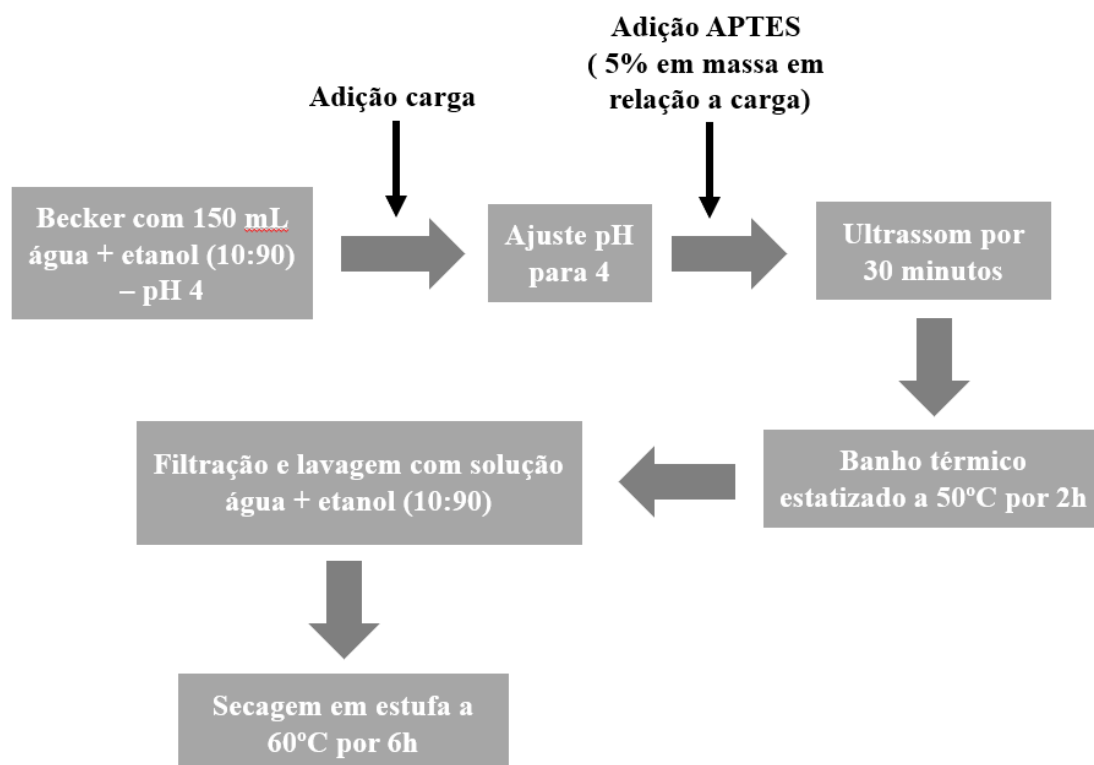 Adição carga
Adição APTES
( 5% em massa em
relação a carga)
Becker com 150 mL
água + etanol (10:90)
– pH 4
Ajuste pH
para 4
Ultrassom por
30 minutos
Banho térmico
estatizado a 50ºC por 2h
Filtração e lavagem com solução
água + etanol (10:90)
Secagem em estufa a
60ºC por 6h